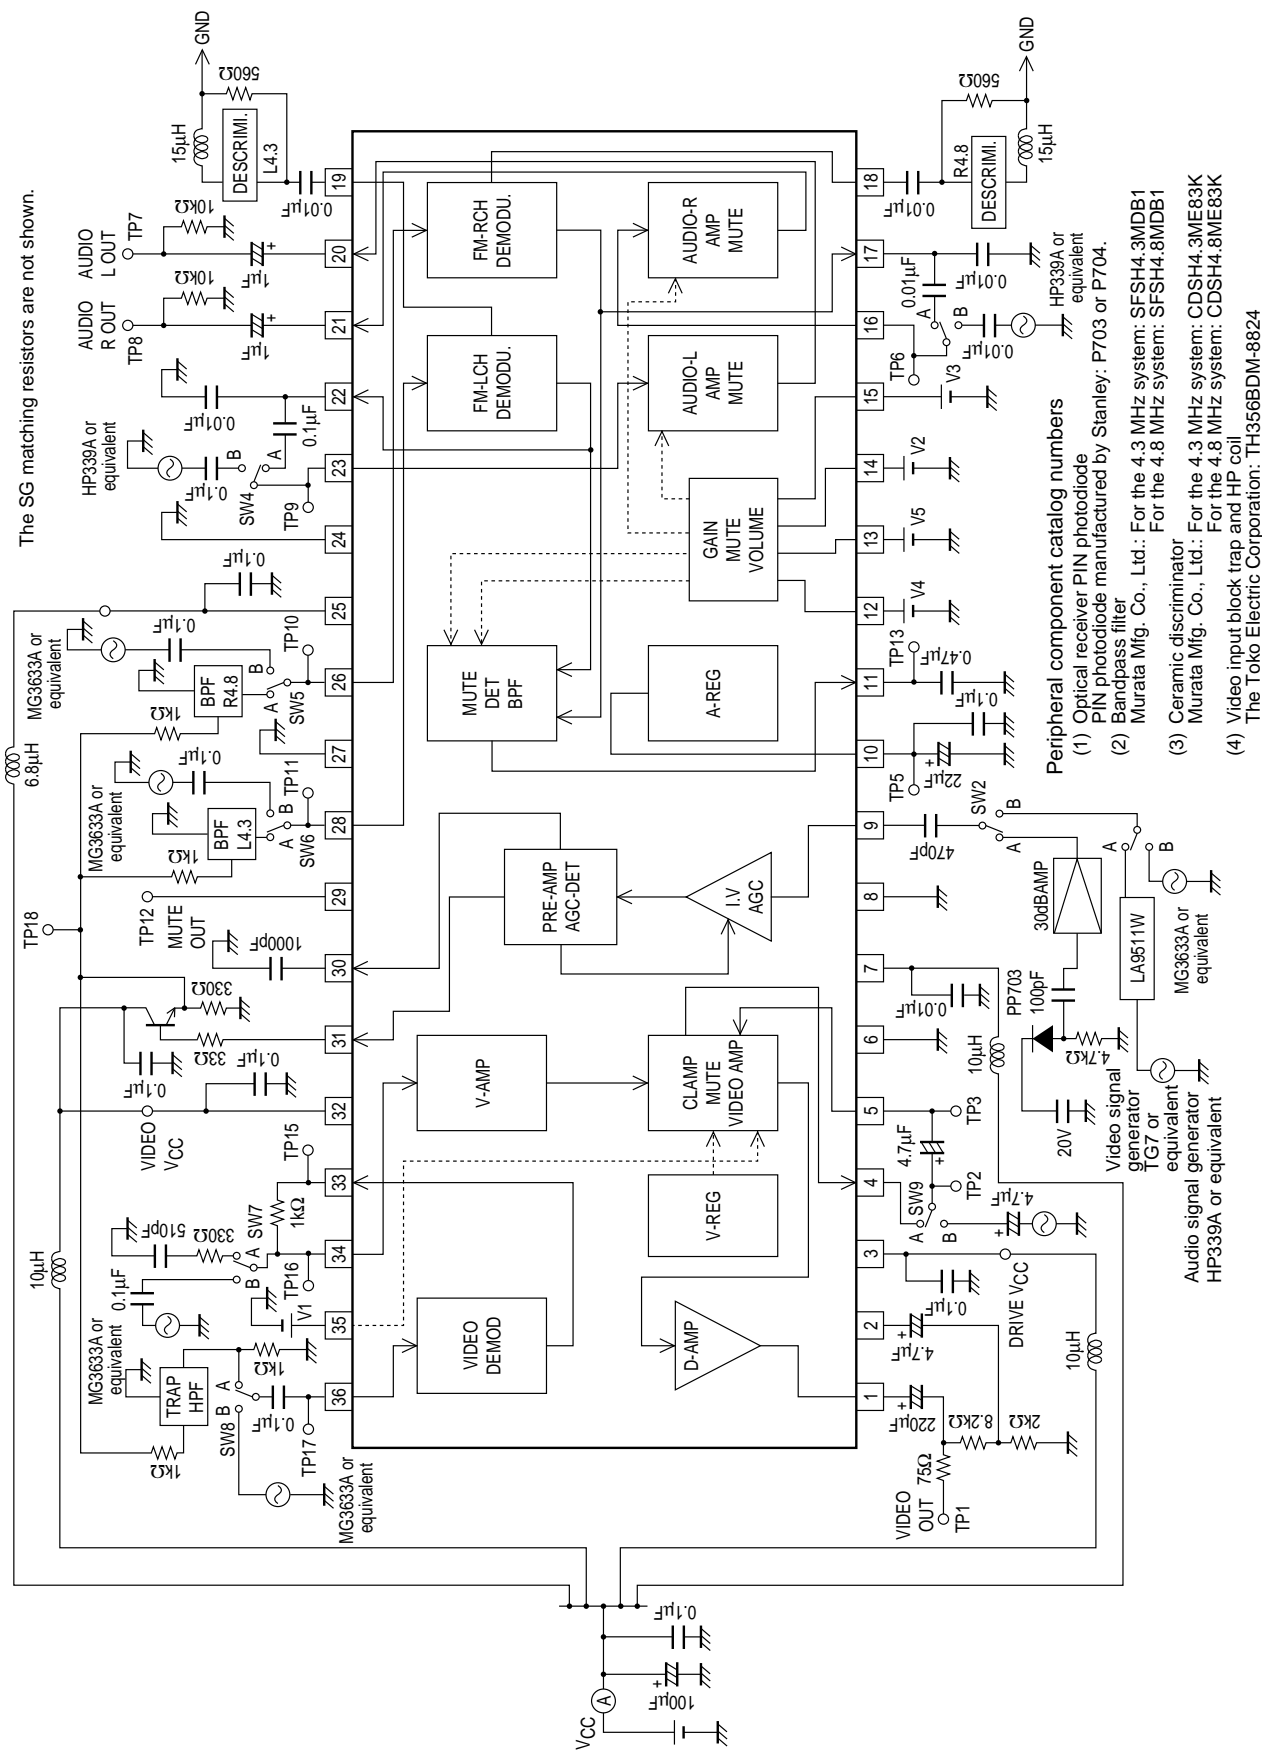 The SG matching resistors are not shown.
GND
560Ω
15µH
DESCRIMI.
L4.3
0.01µF
19
AUDIO
L OUT
TP7
10kΩ
1µF
20
AUDIO
R OUT
TP8
10kΩ
1µF
21
0.01µF
0.1µF
22
HP339A or
equivalent
0.1µF
B
A
SW4
TP9
23
24
0.1µF
25
6.8µH
MG3633A or
equivalent
0.1µF
TP10
BPF
R4.8
1kΩ
B
A
SW5
26
27
MG3633A or
equivalent
0.1µF
TP11
BPF
L4.3
1kΩ
B
A
SW6
28
TP12
MUTE
OUT
29
TP18
1000pF
30
330Ω
33Ω
0.1µF
31
0.1µF
VIDEO
VCC
32
TP15
33
1kΩ
510pF
330Ω
SW7
A
B
TP16
34
10µH
0.1µF
V1
35
MG3633A or
equivalent
TRAP
HPF
1kΩ
1kΩ
A
B
SW8
0.1µF
TP17
36
MG3633A or
equivalent
FM-RCH
DEMODU.
FM-LCH
DEMODU.
AUDIO-R
AMP
MUTE
AUDIO-L
AMP
MUTE
GAIN
MUTE
VOLUME
MUTE
DET
BPF
A-REG
PRE-AMP
AGC-DET
I.V
AGC
V-AMP
CLAMP
MUTE
VIDEO AMP
V-REG
VIDEO
DEMOD
D-AMP
18
0.01µF
R4.8
DESCRIMI.
560Ω
15µH
GND
17
0.01µF
0.01µF
HP339A or
equivalent
16
A
B
TP6
0.01µF
15
V3
14
V2
13
V5
12
V4
11
TP13
0.47µF
10
0.1µF
TP5
22µF
9
470pF
SW2
A
B
30dBAMP
A
B
8
LA9511W
MG3633A or
equivalent
7
0.01µF
PP703
100pF
10µH
4.7kΩ
20V
6
5
TP3
4.7µF
TP2
4
SW9
A
B
4.7µF
Video signal
generator
TG7 or
equivalent
Audio signal generator
HP339A or equivalent
3
0.1µF
DRIVE VCC
10µH
2
4.7µF
1
220µF
8.2kΩ
2kΩ
75Ω
VIDEO
OUT
TP1
0.1µF
100µF
A
VCC
Peripheral component catalog numbers
(1) Optical receiver PIN photodiode
PIN photodiode manufactured by Stanley: P703 or P704.
(2) Bandpass filter
Murata Mfg. Co., Ltd.: For the 4.3 MHz system: SFSH4.3MDB1
For the 4.8 MHz system: SFSH4.8MDB1
(3) Ceramic discriminator
Murata Mfg. Co., Ltd.: For the 4.3 MHz system: CDSH4.3ME83K
For the 4.8 MHz system: CDSH4.8ME83K
(4) Video input block trap and HP coil
The Toko Electric Corporation: TH356BDM-8824